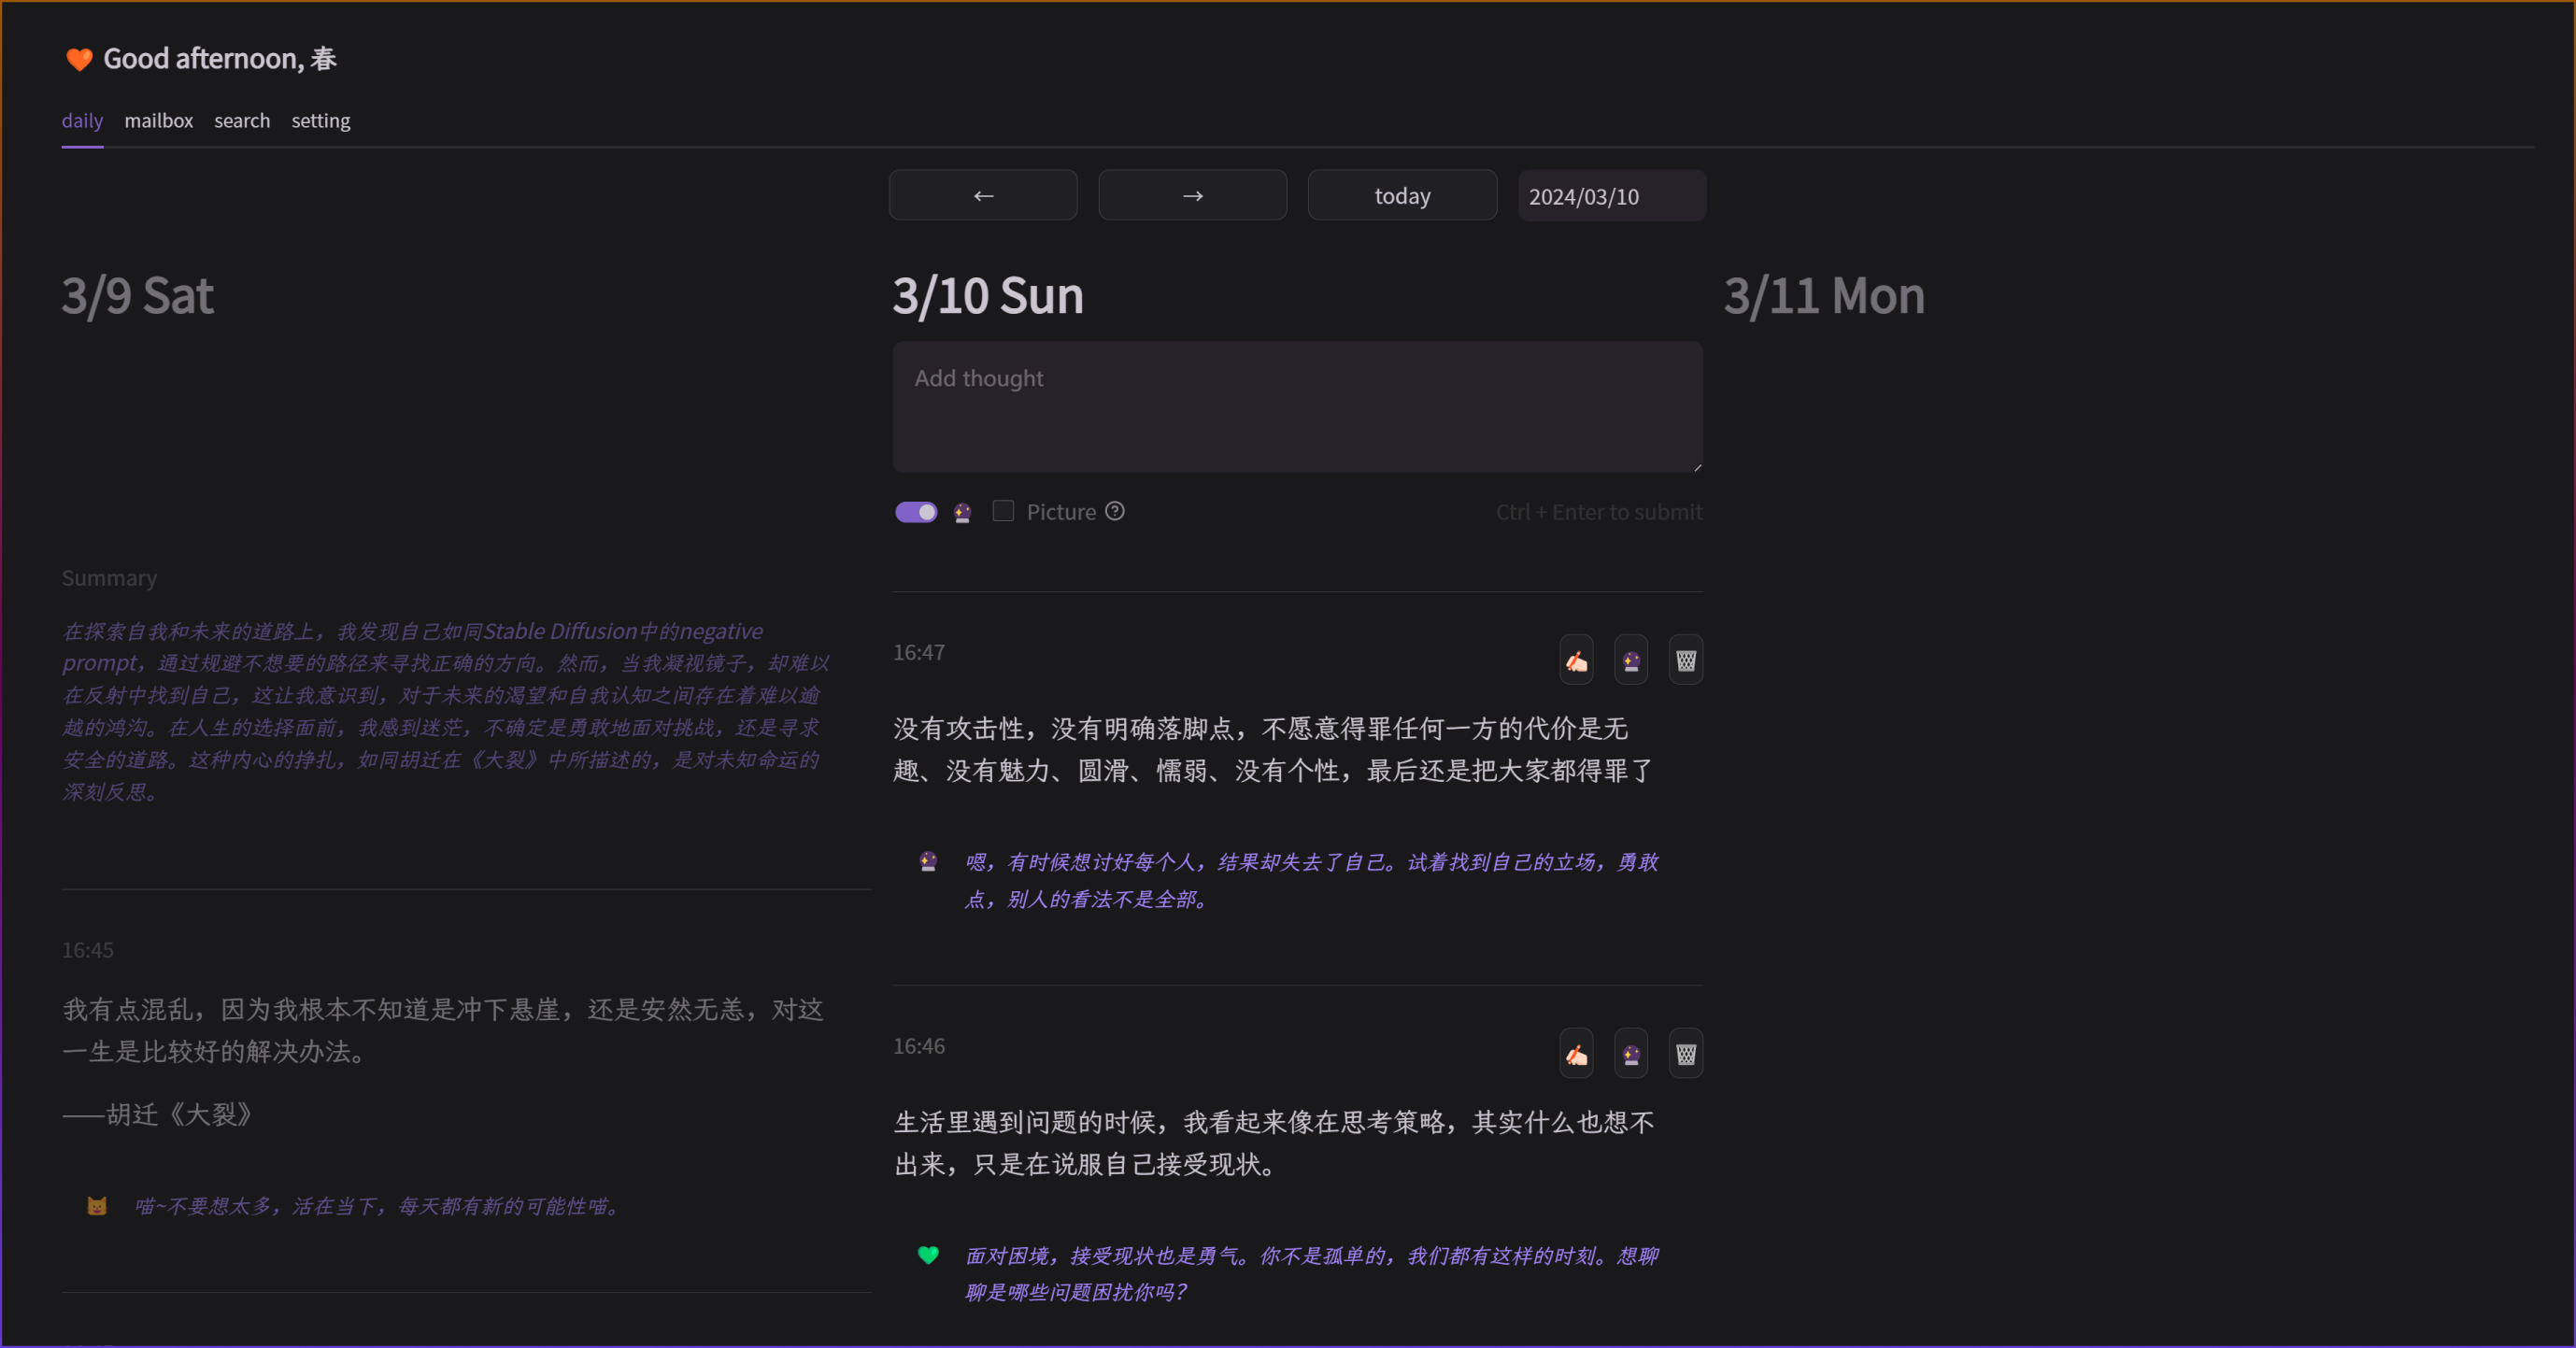 Good afternoon, 春
daily mailbox search setting
← → today 2024/03/10
3/9 Sat
Summary
在探索自我和未来的道路上，我发现自己如同Stable Diffusion中的negative
prompt，通过规避不想要的路径来寻找正确的方向。然而，当我凝视镜子，却难以
在反射中找到自己，这让我意识到，对于未来的渴望和自我认知之间存在着难以逾
越的鸿沟。在人生的选择面前，我感到迷茫，不确定是勇敢地面对挑战，还是寻求
安全的道路。这种内心的挣扎，如同胡迁在《大裂》中所描述的，是对未知命运的
深刻反思。
16:45
我有点混乱，因为我根本不知道是冲下悬崖，还是安然无恙，对这
一生是比较好的解决办法。
——胡迁《大裂》
喵~不要想太多，活在当下，每天都有新的可能性喵。
3/10 Sun
Add thought
Picture
Ctrl + Enter to submit
16:47
没有攻击性，没有明确落脚点，不愿意得罪任何一方的代价是无
趣、没有魅力、圆滑、懦弱、没有个性，最后还是把大家都得罪了
嗯，有时候想讨好每个人，结果却失去了自己。试着找到自己的立场，勇敢
点，别人的看法不是全部。
16:46
生活里遇到问题的时候，我看起来像在思考策略，其实什么也想不
出来，只是在说服自己接受现状。
面对困境，接受现状也是勇气。你不是孤单的，我们都有这样的时刻。想聊
聊是哪些问题困扰你吗？
3/11 Mon